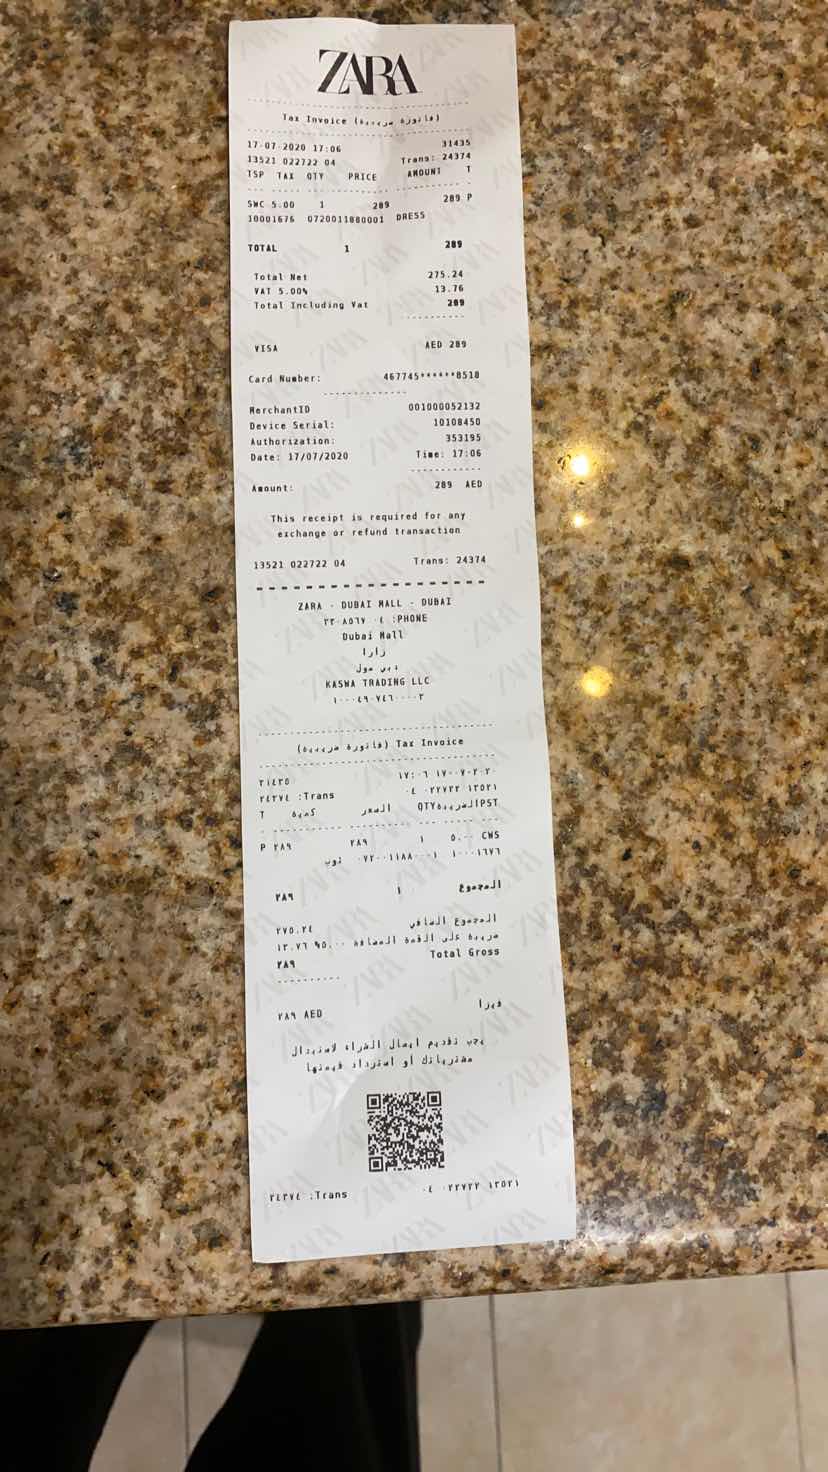 ZARA
Tax Invoice (فاتورة ضريبية)
17-07-2020 17:06 31435
13521 022722 04 Trans: 24374
TSP TAX QTY PRICE AMOUNT T
SWC 5.00 1 289 289 P
10001676 0720011880001 DRESS
TOTAL 1 289
Total Net 275.24
VAT 5.00% 13.76
Total Including Vat 289
VISA AED 289
Card Number: 467745******8518
MerchantID 001000052132
Device Serial: 10108450
Authorization: 353195
Date: 17/07/2020 Time: 17:06
Amount: 289 AED
This receipt is required for any
exchange or refund transaction
13521 022722 04 Trans: 24374
ZARA - DUBAI MALL - DUBAI
٢٣٠٨٥٦٧ ٠٤ :PHONE
Dubai Mall
زارا
دبي مول
KASWA TRADING LLC
١٠٠٠٤٩٠٧٤٦٠٠٠٠٣
(فاتورة ضريبية) Tax Invoice
٣١٤٣٥ ١٧:٠٦ ١٧-٠٧-٢٠٢٠
٢٤٣٧٤ :Trans ٠٤ ٠٢٢٧٢٢ ١٣٥٢١
T كمية السعر QTYالضريبةPST
P ٢٨٩ ٢٨٩ ١ ٥.٠٠ CWS
ثوب ٠٧٢٠٠١١٨٨٠٠٠١ ١٠٠٠١٦٧٦
٢٨٩ ١ المجموع
٢٧٥.٢٤ المجموع الصافي
١٣.٧٦ %٥.٠٠ ضريبة على القمة المضافة
٢٨٩ Total Gross
٢٨٩ AED فيزا
يجب تقديم ايصال الشراء لاستبدال
مشترياتك أو استرداد قيمتها
٢٤٣٧٤ :Trans ٠٤ ٠٢٢٧٢٢ ١٣٥٢١